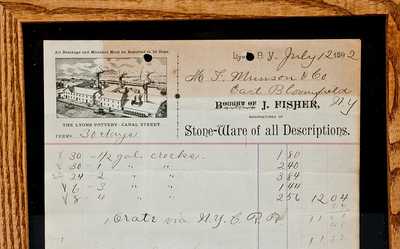 All Breakage and Mistakes Must be Reported in 10 Days.
Lyons, N. Y. July 12 1892
M. F. Munson & Co
East Bloomfield
N.Y
BOUGHT OF J. FISHER,
MANUFACTURER OF
Stone-Ware of all Descriptions.
THE LYONS POTTERY-CANAL STREET
TERMS 30 days
30 - 1/2 gal. crocks. 1 80
30 - 1 " " 2 40
24 - 2 " " 3 84
6 - 3 " " 1 44
8 - 4 " " 2 56 12 04
Crate via N.Y.C.R.R